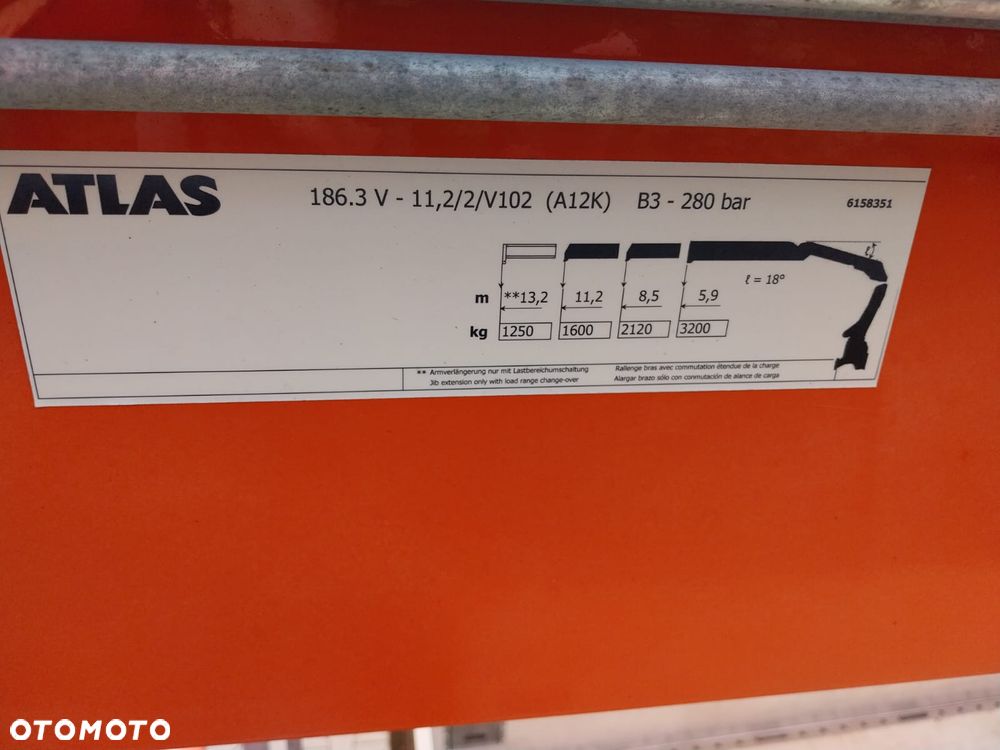 ATLAS
186.3 V - 11,2/2/V102 (A12K) B3 - 280 bar
6158351
ℓ
ℓ = 18°
m **13,2 11,2 8,5 5,9
kg 1250 1600 2120 3200
** Armverlängerung nur mit Lastbereichumschaltung
Jib extension only with load range change-over
Rallenge bras avec commutation étendue de la charge
Alargar brazo sólo con conmutación de alance de carga
OTOMOTO